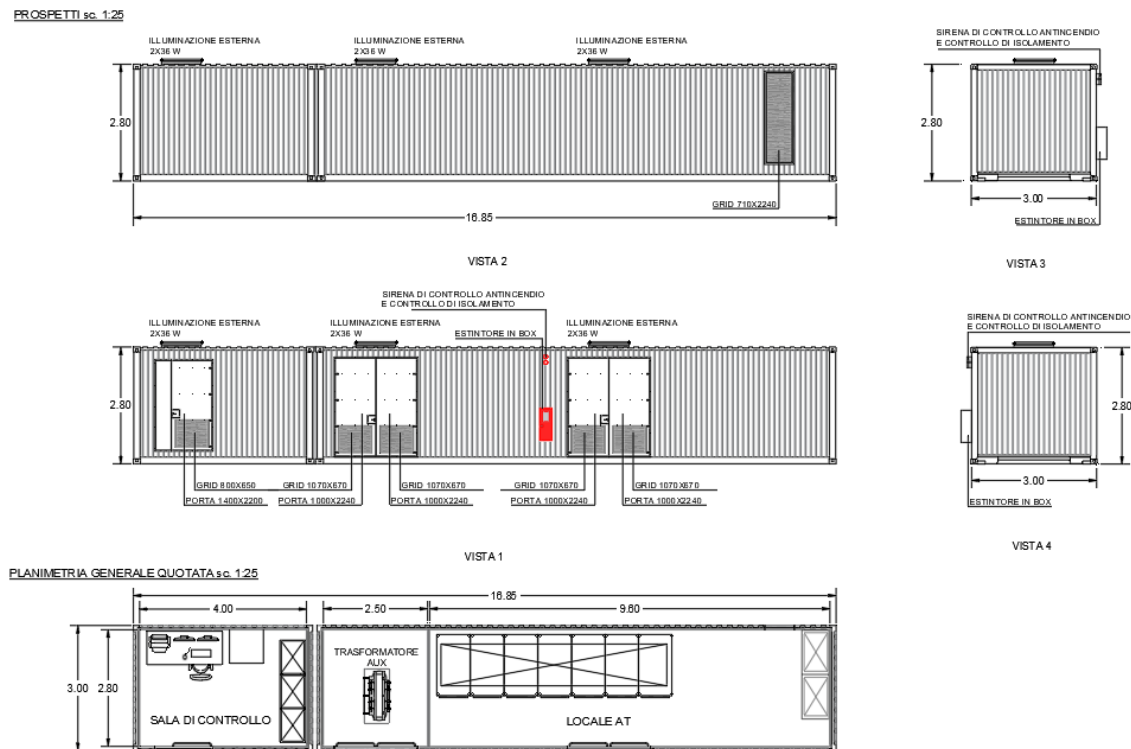 PROSPETTI sc. 1:25
ILLUMINAZIONE ESTERNA
2X36 W
ILLUMINAZIONE ESTERNA
2X36 W
ILLUMINAZIONE ESTERNA
2X36 W
2.80
GRID 710X2240
16.85
VISTA 2
SIRENA DI CONTROLLO ANTINCENDIO
E CONTROLLO DI ISOLAMENTO
2.80
3.00
ESTINTORE IN BOX
VISTA 3
SIRENA DI CONTROLLO ANTINCENDIO
E CONTROLLO DI ISOLAMENTO
ILLUMINAZIONE ESTERNA
2X36 W
ILLUMINAZIONE ESTERNA
2X36 W
ESTINTORE IN BOX
ILLUMINAZIONE ESTERNA
2X36 W
2.80
GRID 800X650
GRID 1070X670
GRID 1070X670
GRID 1070X670
GRID 1070X670
PORTA 1400X2200
PORTA 1000X2240
PORTA 1000X2240
PORTA 1000X2240
PORTA 1000X2240
VISTA 1
SIRENA DI CONTROLLO ANTINCENDIO
E CONTROLLO DI ISOLAMENTO
2.80
3.00
ESTINTORE IN BOX
VISTA 4
PLANIMETRIA GENERALE QUOTATA sc. 1:25
16.85
4.00
2.50
9.60
3.00
2.80
TRASFORMATORE
AUX
SALA DI CONTROLLO
LOCALE AT